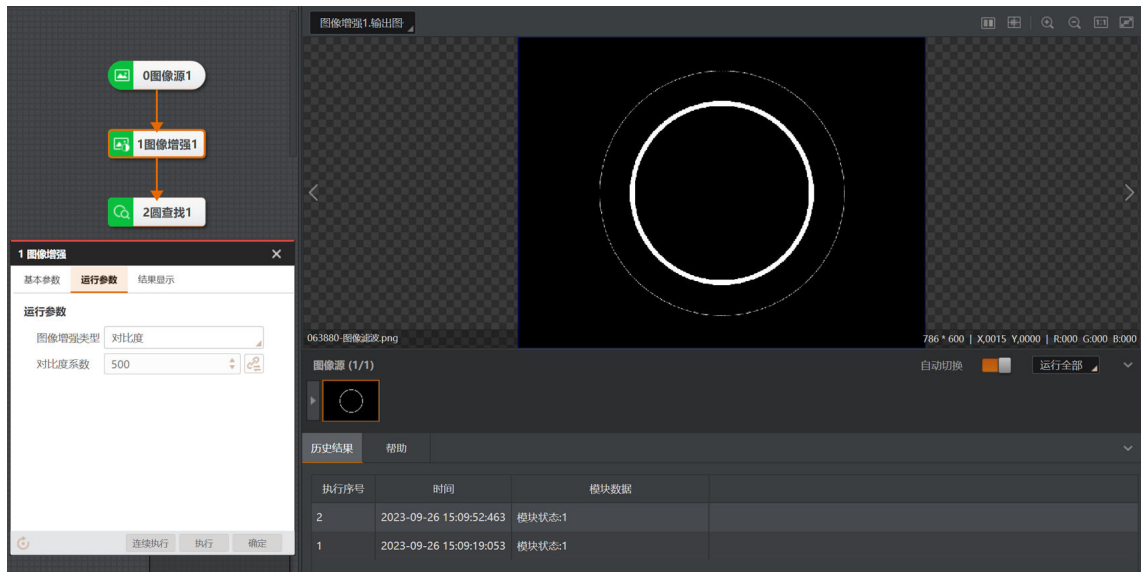 图像增强1.输出图
0图像源1
1图像增强1
2圆查找1
1 图像增强
基本参数 运行参数 结果显示
运行参数
图像增强类型 对比度
对比度系数 500
连续执行 执行 确定
1:1
063880-图像滤波.png
786 * 600 | X,0015 Y,0000 | R:000 G:000 B:000
图像源 (1/1)
自动切换 运行全部
历史结果 帮助
执行序号 时间 模块数据
2 2023-09-26 15:09:52:463 模块状态:1
1 2023-09-26 15:09:19:053 模块状态:1